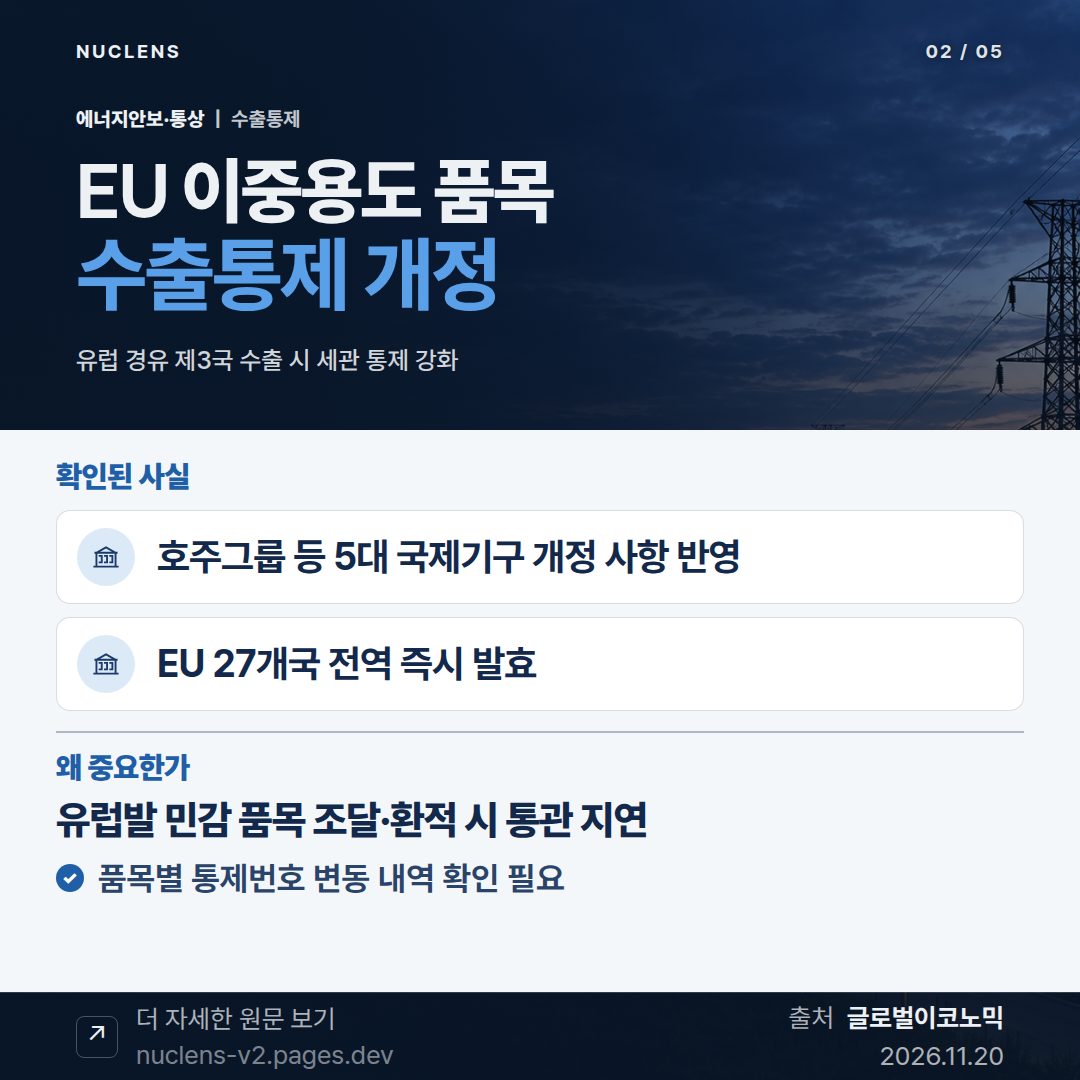 NUCLENS
02 / 05
에너지안보·통상 | 수출통제
EU 이중용도 품목
수출통제 개정
유럽 경유 제3국 수출 시 세관 통제 강화
확인된 사실
호주그룹 등 5대 국제기구 개정 사항 반영
EU 27개국 전역 즉시 발효
왜 중요한가
유럽발 민감 품목 조달·환적 시 통관 지연
품목별 통제번호 변동 내역 확인 필요
더 자세한 원문 보기
nuclens-v2.pages.dev
출처 글로벌이코노믹
2026.11.20